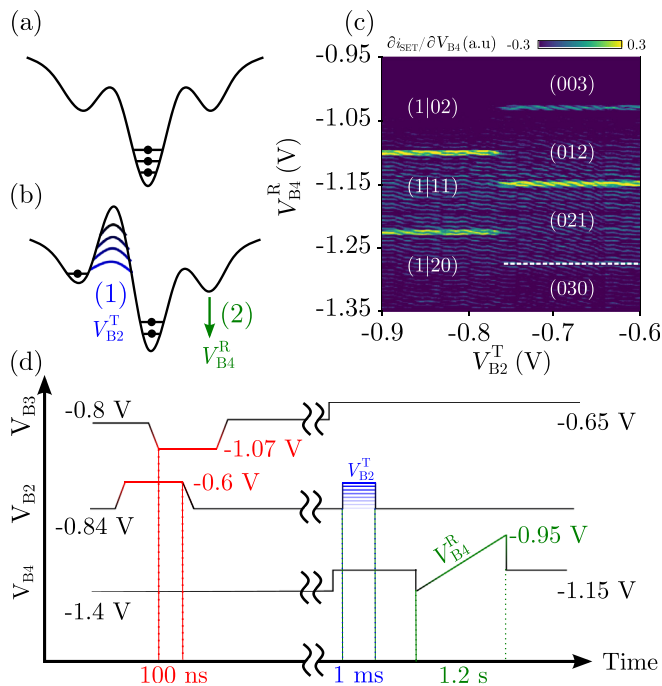 (a)
(b)
(1)
V_B2^T
(2)
V_B4^R
(c)
∂i_SET/∂V_B4(a.u)
-0.3
0.3
-0.95
-1.05
-1.15
-1.25
-1.35
V_B4^R (V)
(003)
(1|02)
(012)
(1|11)
(021)
(1|20)
(030)
-0.9
-0.8
-0.7
-0.6
V_B2^T (V)
(d)
V_B3
-0.8 V
-1.07 V
-0.65 V
V_B2
-0.84 V
-0.6 V
V_B2^T
V_B4
-1.4 V
V_B4^R
-0.95 V
-1.15 V
100 ns
1 ms
1.2 s
Time